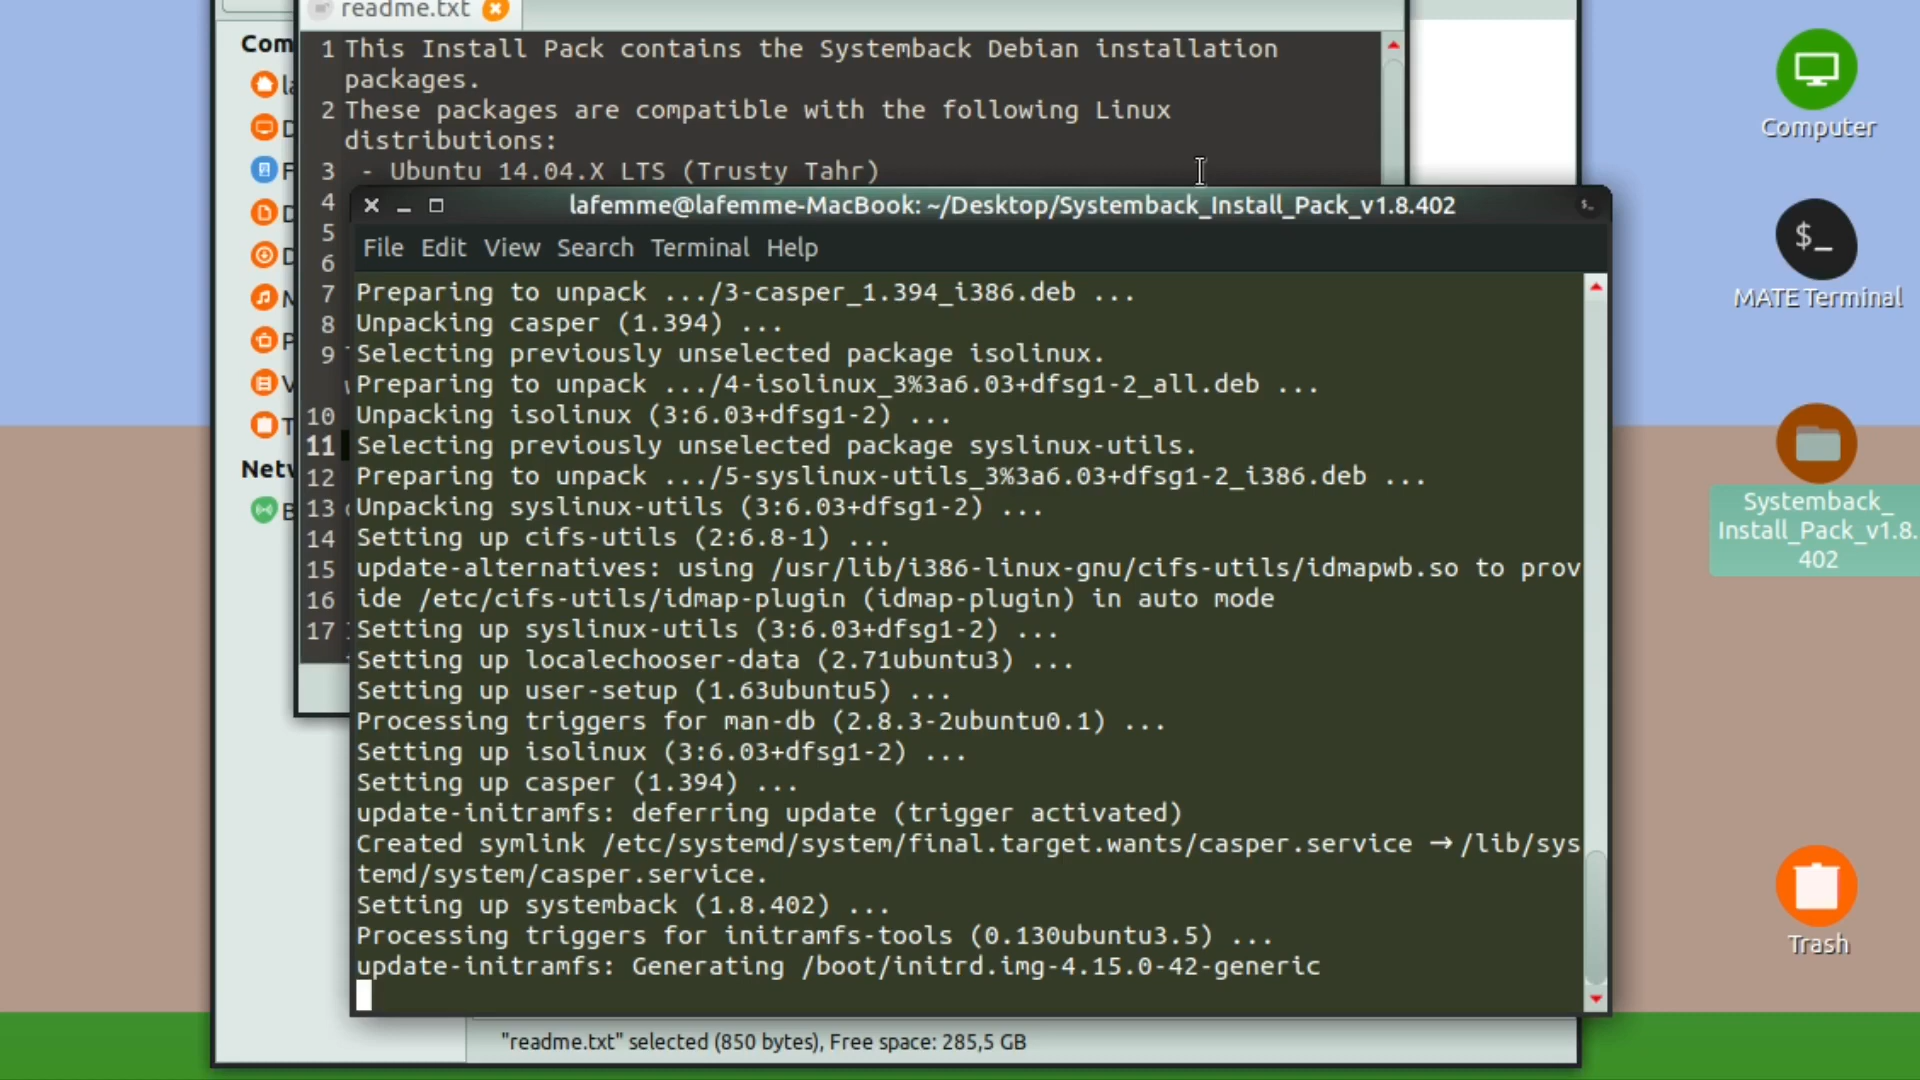 readme.txt
1 This Install Pack contains the Systemback Debian installation
packages.
2 These packages are compatible with the following Linux
distributions:
3 - Ubuntu 14.04.X LTS (Trusty Tahr)
4
5
6
7
8
9
10
11
12
13
14
15
16
17
Com
la
D
F
D
D
M
P
V
T
Netw
B
lafemme@lafemme-MacBook: ~/Desktop/Systemback_Install_Pack_v1.8.402
File Edit View Search Terminal Help
Preparing to unpack .../3-casper_1.394_i386.deb ...
Unpacking casper (1.394) ...
Selecting previously unselected package isolinux.
Preparing to unpack .../4-isolinux_3%3a6.03+dfsg1-2_all.deb ...
Unpacking isolinux (3:6.03+dfsg1-2) ...
Selecting previously unselected package syslinux-utils.
Preparing to unpack .../5-syslinux-utils_3%3a6.03+dfsg1-2_i386.deb ...
Unpacking syslinux-utils (3:6.03+dfsg1-2) ...
Setting up cifs-utils (2:6.8-1) ...
update-alternatives: using /usr/lib/i386-linux-gnu/cifs-utils/idmapwb.so to prov
ide /etc/cifs-utils/idmap-plugin (idmap-plugin) in auto mode
Setting up syslinux-utils (3:6.03+dfsg1-2) ...
Setting up localechooser-data (2.71ubuntu3) ...
Setting up user-setup (1.63ubuntu5) ...
Processing triggers for man-db (2.8.3-2ubuntu0.1) ...
Setting up isolinux (3:6.03+dfsg1-2) ...
Setting up casper (1.394) ...
update-initramfs: deferring update (trigger activated)
Created symlink /etc/systemd/system/final.target.wants/casper.service → /lib/sys
temd/system/casper.service.
Setting up systemback (1.8.402) ...
Processing triggers for initramfs-tools (0.130ubuntu3.5) ...
update-initramfs: Generating /boot/initrd.img-4.15.0-42-generic
"readme.txt" selected (850 bytes), Free space: 285,5 GB
Computer
$_
MATE Terminal
Systemback_
Install_Pack_v1.8.
402
Trash